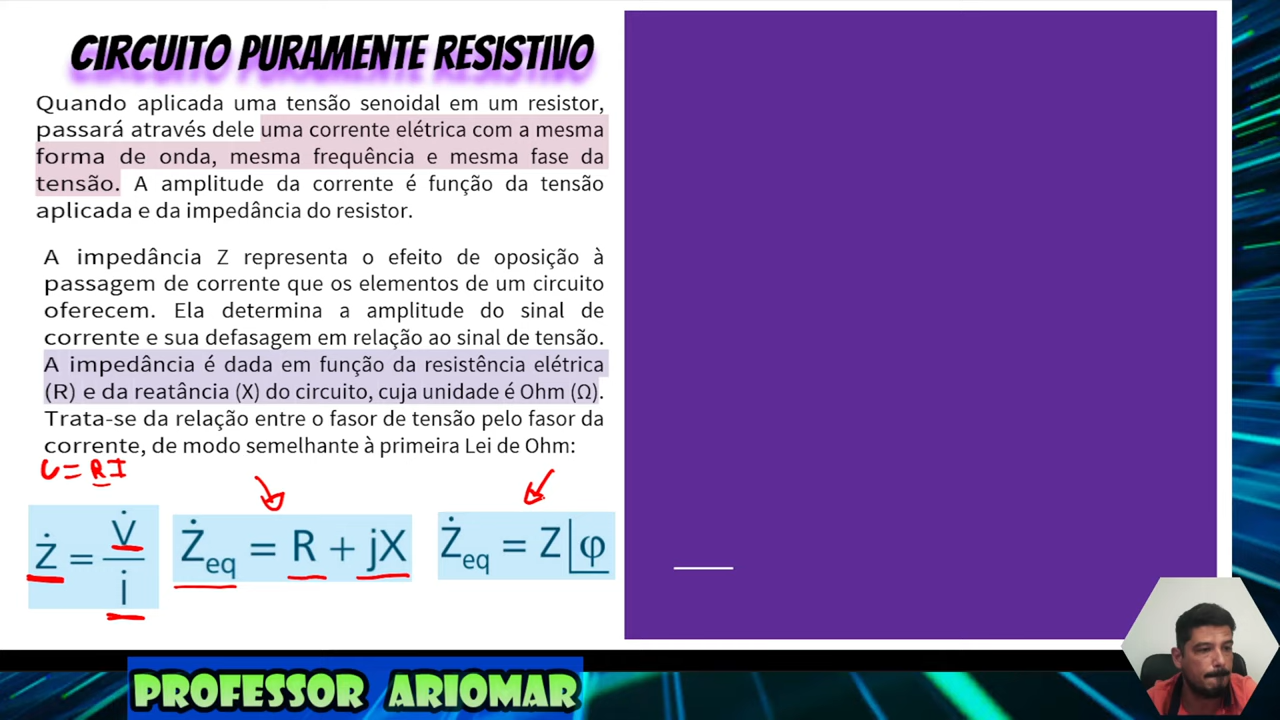 CIRCUITO PURAMENTE RESISTIVO
Quando aplicada uma tensão senoidal em um resistor,
passará através dele uma corrente elétrica com a mesma
forma de onda, mesma frequência e mesma fase da
tensão. A amplitude da corrente é função da tensão
aplicada e da impedância do resistor.
A impedância Z representa o efeito de oposição à
passagem de corrente que os elementos de um circuito
oferecem. Ela determina a amplitude do sinal de
corrente e sua defasagem em relação ao sinal de tensão.
A impedância é dada em função da resistência elétrica
(R) e da reatância (X) do circuito, cuja unidade é Ohm (Ω).
Trata-se da relação entre o fasor de tensão pelo fasor da
corrente, de modo semelhante à primeira Lei de Ohm:
U = RI
Ż = V̇ / i
Żeq = R + jX
Żeq = Z|φ
PROFESSOR ARIOMAR